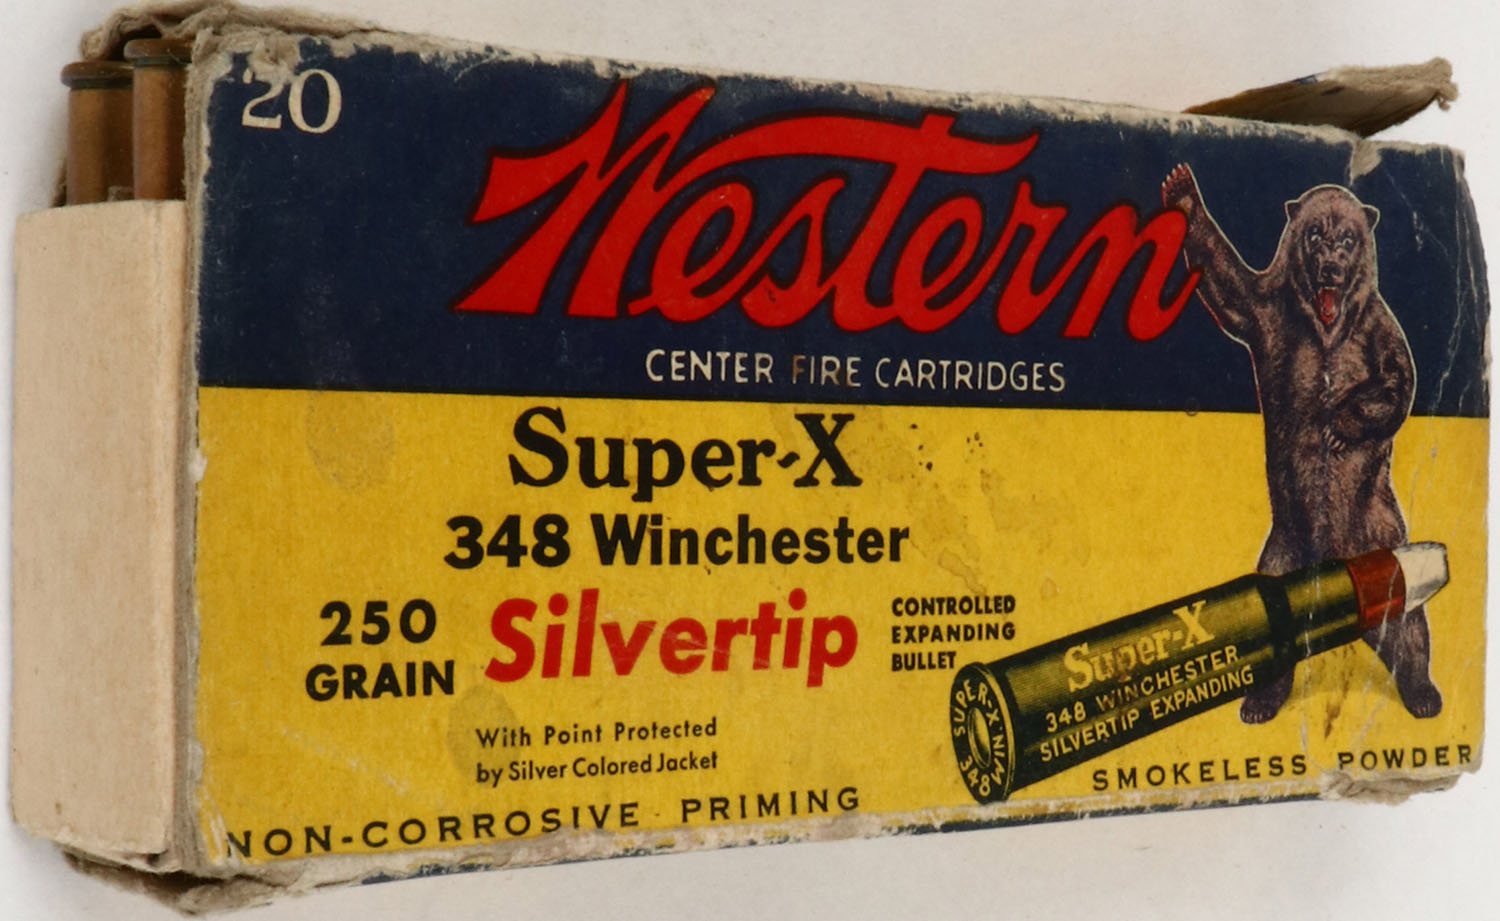 20
Western
CENTER FIRE CARTRIDGES
Super-X
348 Winchester
250 GRAIN
Silvertip
CONTROLLED
EXPANDING
BULLET
With Point Protected
by Silver Colored Jacket
NON-CORROSIVE PRIMING
SMOKELESS POWDER
Super-X
348 WINCHESTER
SILVERTIP EXPANDING
SUPER-X
348 WIN